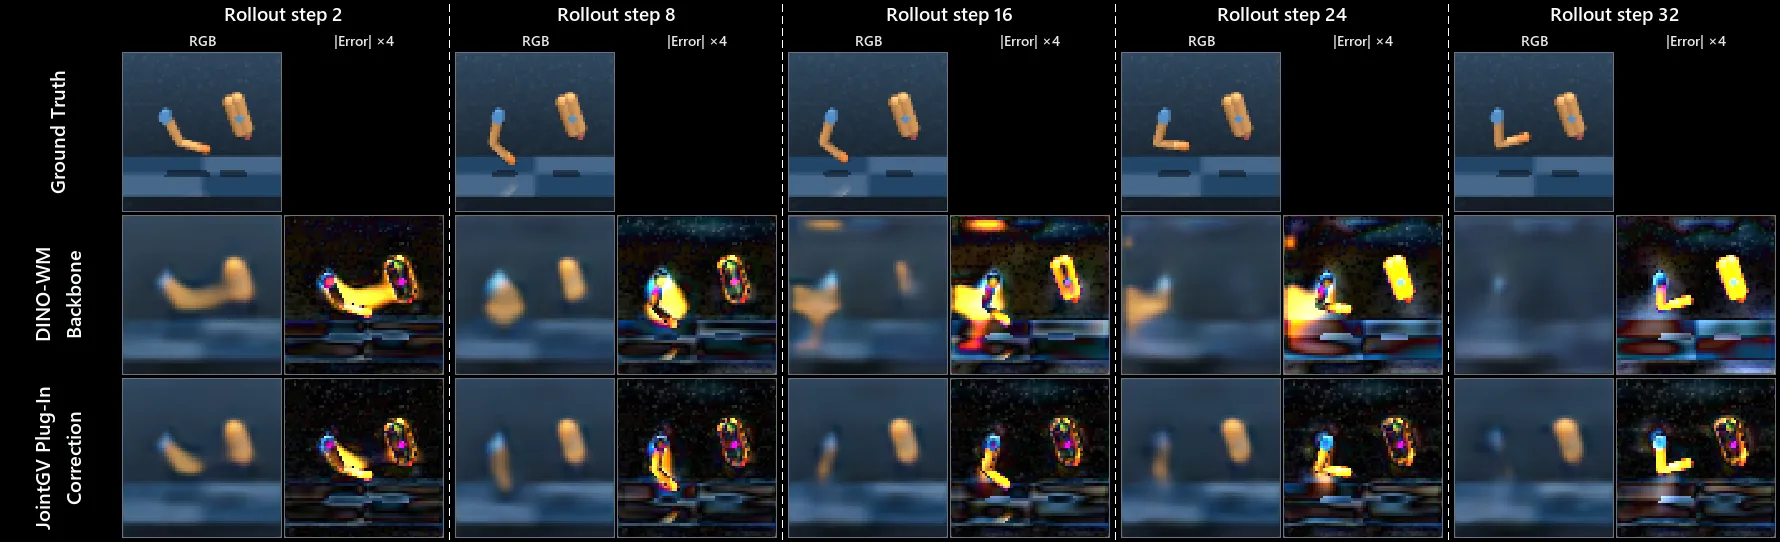 Rollout step 2
Rollout step 8
Rollout step 16
Rollout step 24
Rollout step 32
RGB
|Error| ×4
RGB
|Error| ×4
RGB
|Error| ×4
RGB
|Error| ×4
RGB
|Error| ×4
Ground Truth
DINO-WM
Backbone
JointGV Plug-In
Correction